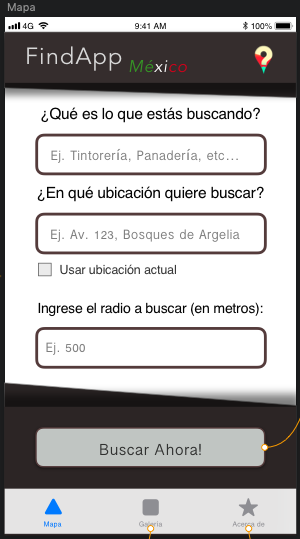 Mapa
4G 9:41 AM 100%
FindApp
México
¿Qué es lo que estás buscando?
Ej. Tintorería, Panadería, etc...
¿En qué ubicación quiere buscar?
Ej. Av. 123, Bosques de Argelia
Usar ubicación actual
Ingrese el radio a buscar (en metros):
Ej. 500
Buscar Ahora!
Mapa Galería Acerca de